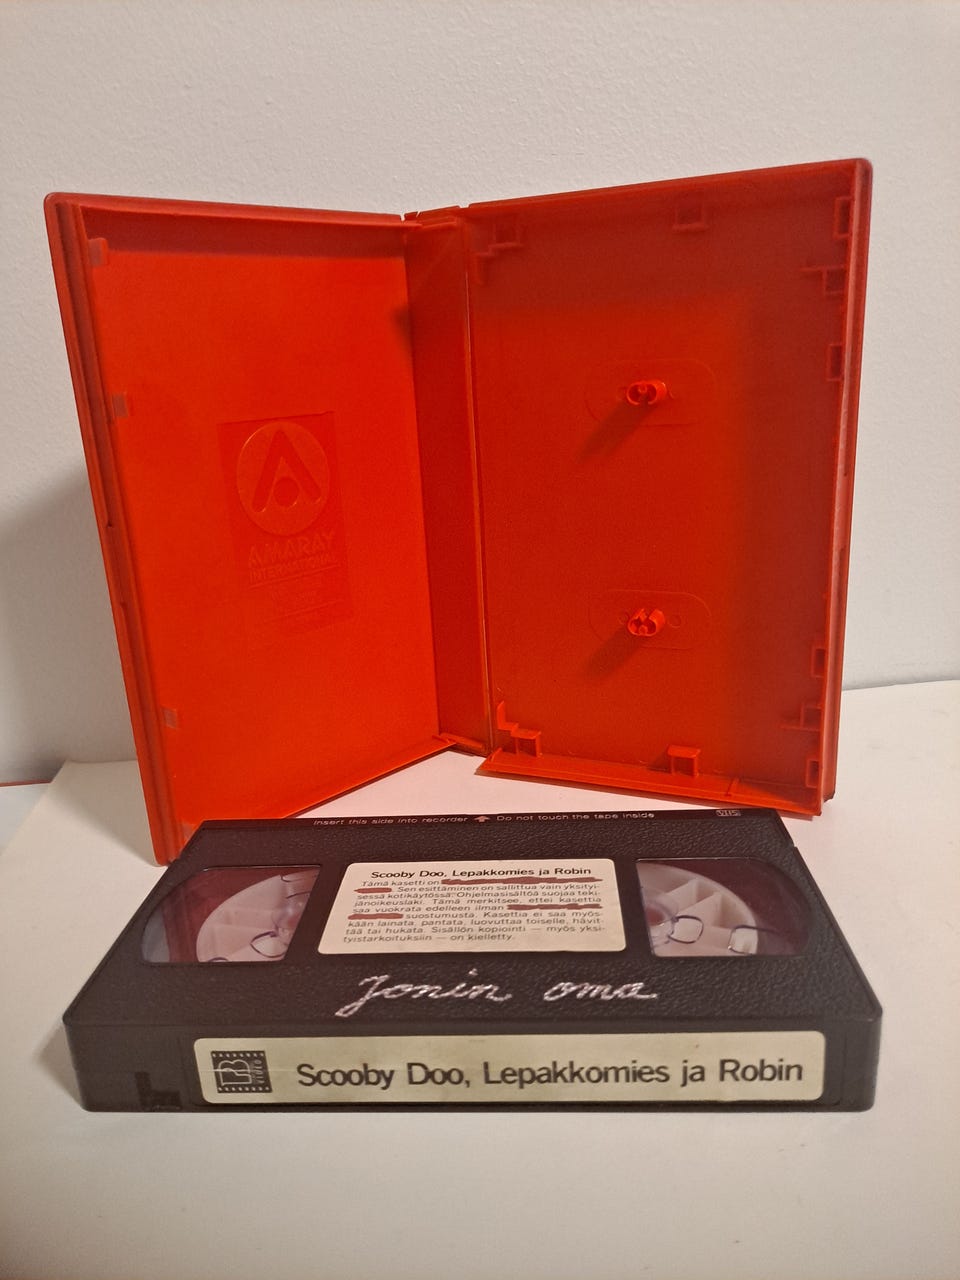 AMARAY
INTERNATIONAL
Insert this side into recorder Do not touch the tape inside
VHS
Scooby Doo, Lepakkomies ja Robin
Tämä kasetti on
Sen esittäminen on sallittua vain yksityi-
sessä kotikäytössä. Ohjelmasisältöä suojaa teki-
jänoikeuslaki. Tämä merkitsee, ettei kasettia
saa vuokrata edelleen ilman
suostumusta. Kasettia ei saa myös-
kään lainata, pantata, luovuttaa toiselle, hävit-
tää tai hukata. Sisällön kopiointi — myös yksi-
tyistarkoituksiin — on kielletty.
Jonin oma
video
Scooby Doo, Lepakkomies ja Robin